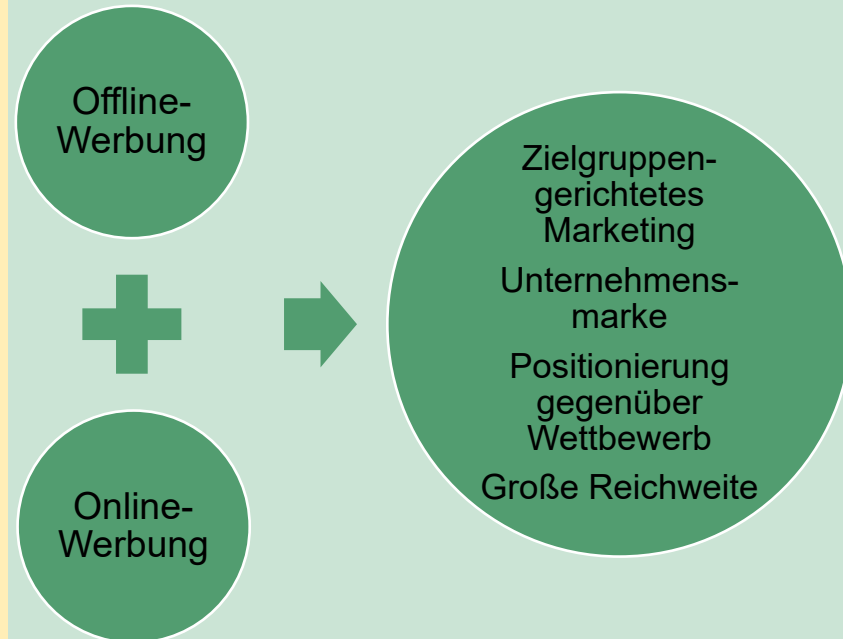 Offline-
Werbung
Online-
Werbung
Zielgruppen-
gerichtetes
Marketing
Unternehmens-
marke
Positionierung
gegenüber
Wettbewerb
Große Reichweite